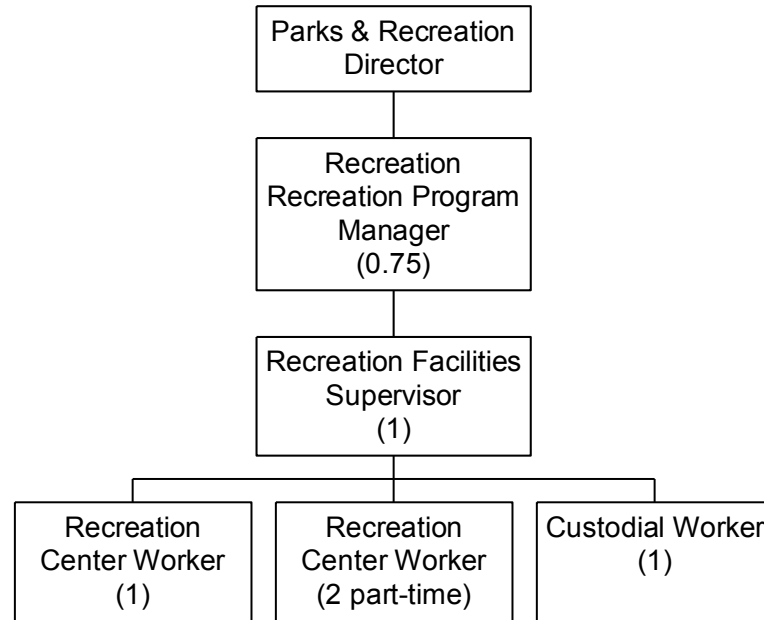 Parks & Recreation
Director
Recreation
Recreation Program
Manager
(0.75)
Recreation Facilities
Supervisor
(1)
Recreation
Center Worker
(1)
Recreation
Center Worker
(2 part-time)
Custodial Worker
(1)